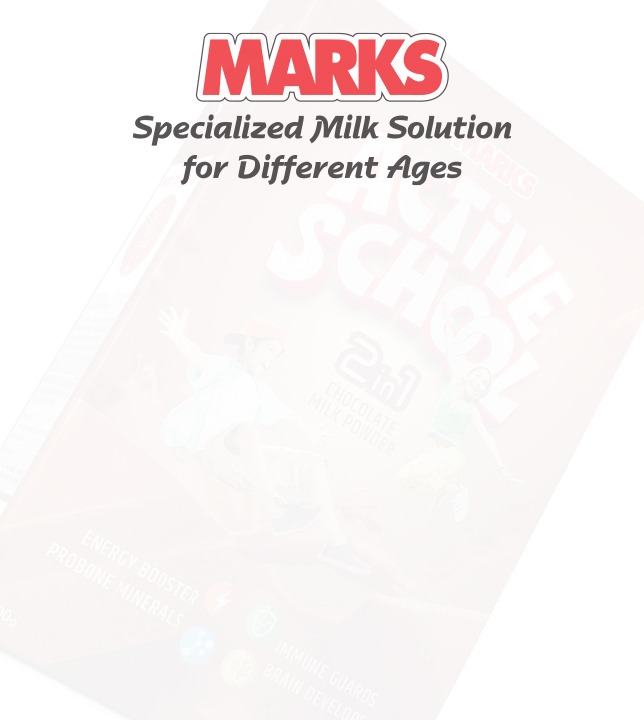 MARKS
Specialized Milk Solution
for Different Ages
MARKS
ACTIVE
SCHOOL
2in1
CHOCOLATE
MILK POWDER
ENERGY BOOSTER
PROBONE MINERALS
IMMUNE GUARDS